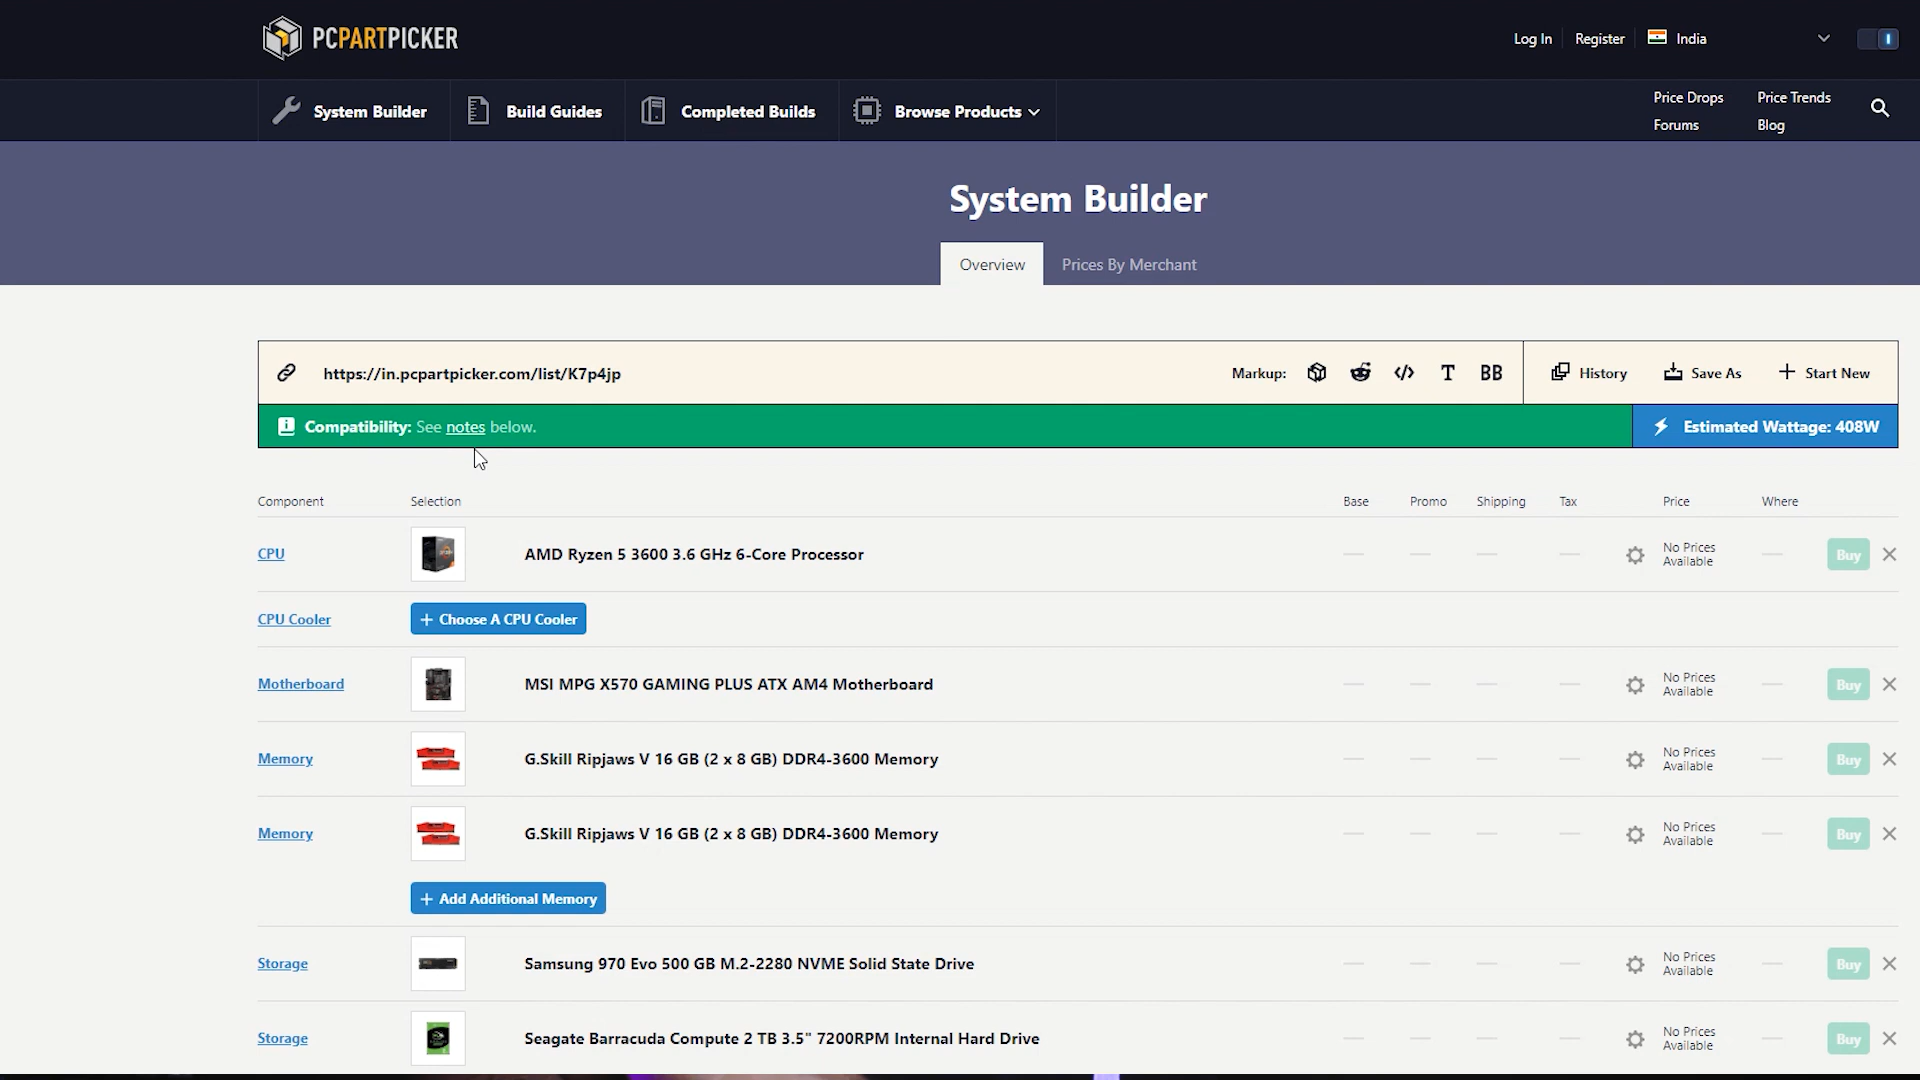 PCPARTPICKER
Log In Register India
System Builder Build Guides Completed Builds Browse Products
Price Drops Price Trends
Forums Blog
System Builder
Overview Prices By Merchant
https://in.pcpartpicker.com/list/K7p4jp Markup: T BB History Save As + Start New
Compatibility: See notes below. Estimated Wattage: 408W
Component Selection Base Promo Shipping Tax Price Where
CPU AMD Ryzen 5 3600 3.6 GHz 6-Core Processor No Prices Available Buy
CPU Cooler + Choose A CPU Cooler
Motherboard MSI MPG X570 GAMING PLUS ATX AM4 Motherboard No Prices Available Buy
Memory G.Skill Ripjaws V 16 GB (2 x 8 GB) DDR4-3600 Memory No Prices Available Buy
Memory G.Skill Ripjaws V 16 GB (2 x 8 GB) DDR4-3600 Memory No Prices Available Buy
+ Add Additional Memory
Storage Samsung 970 Evo 500 GB M.2-2280 NVME Solid State Drive No Prices Available Buy
Storage Seagate Barracuda Compute 2 TB 3.5" 7200RPM Internal Hard Drive No Prices Available Buy